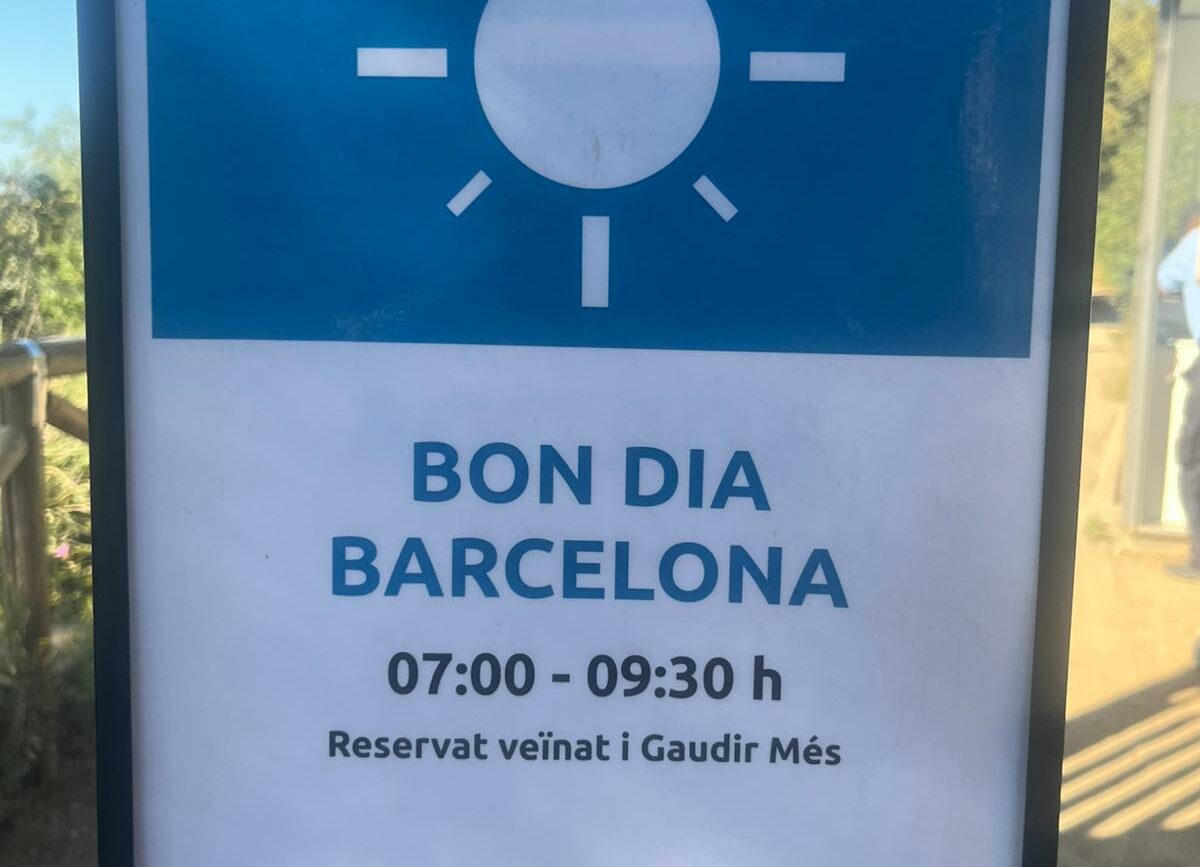 BON DIA
BARCELONA
07:00 - 09:30 h
Reservat veïnat i Gaudir Més